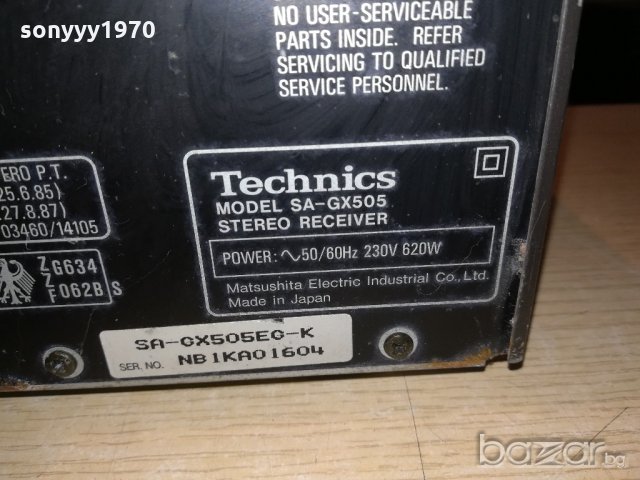 sonyyy1970
NO USER-SERVICEABLE
PARTS INSIDE. REFER
SERVICING TO QUALIFIED
SERVICE PERSONNEL.
ERO P.T.
25.6.85)
.27.8.87)
03460/14105
Z G634
Z
F 062B S
Technics
MODEL SA-GX505
STEREO RECEIVER
POWER: ∿50/60Hz 230V 620W
Matsushita Electric Industrial Co., Ltd.
Made in Japan
SA-GX505EG-K
SER. NO. NB1KA01604
bazar.bg